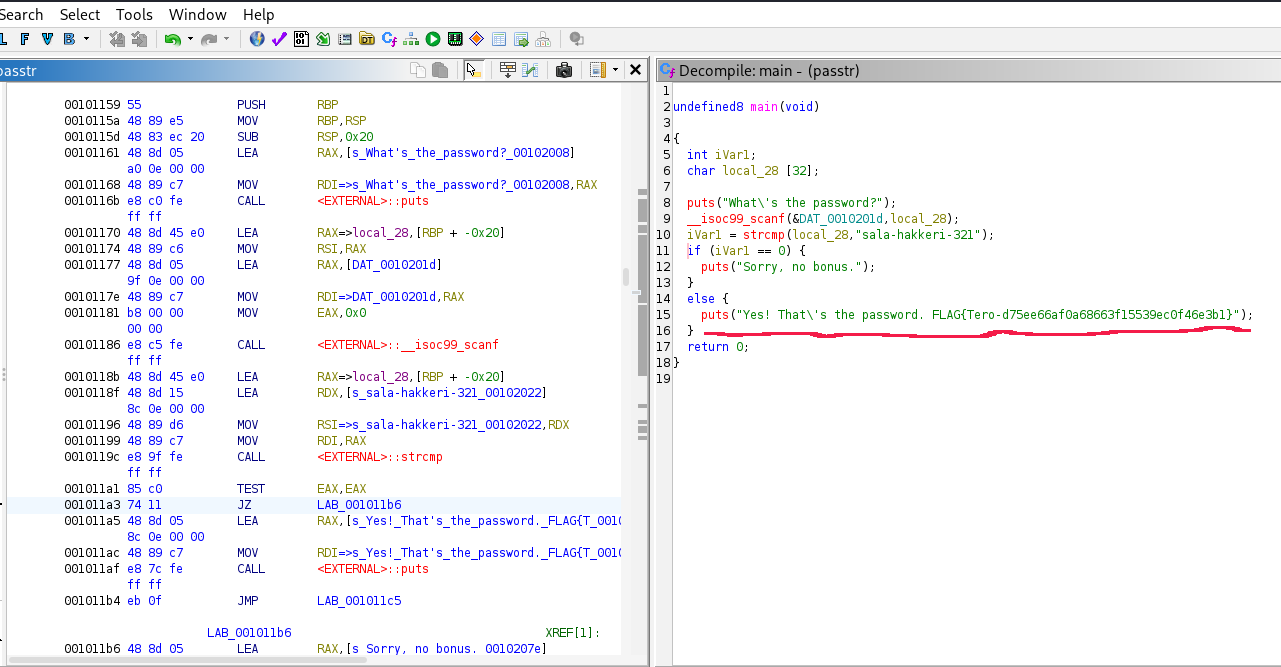 Search Select Tools Window Help
L F V B
passtr
00101159 55 PUSH RBP
0010115a 48 89 e5 MOV RBP,RSP
0010115d 48 83 ec 20 SUB RSP,0x20
00101161 48 8d 05 LEA RAX,[s_What's_the_password?_00102008]
a0 0e 00 00
00101168 48 89 c7 MOV RDI=>s_What's_the_password?_00102008,RAX
0010116b e8 c0 fe CALL <EXTERNAL>::puts
ff ff
00101170 48 8d 45 e0 LEA RAX=>local_28,[RBP + -0x20]
00101174 48 89 c6 MOV RSI,RAX
00101177 48 8d 05 LEA RAX,[DAT_0010201d]
9f 0e 00 00
0010117e 48 89 c7 MOV RDI=>DAT_0010201d,RAX
00101181 b8 00 00 MOV EAX,0x0
00 00
00101186 e8 c5 fe CALL <EXTERNAL>::__isoc99_scanf
ff ff
0010118b 48 8d 45 e0 LEA RAX=>local_28,[RBP + -0x20]
0010118f 48 8d 15 LEA RDX,[s_sala-hakkeri-321_00102022]
8c 0e 00 00
00101196 48 89 d6 MOV RSI=>s_sala-hakkeri-321_00102022,RDX
00101199 48 89 c7 MOV RDI,RAX
0010119c e8 9f fe CALL <EXTERNAL>::strcmp
ff ff
001011a1 85 c0 TEST EAX,EAX
001011a3 74 11 JZ LAB_001011b6
001011a5 48 8d 05 LEA RAX,[s_Yes!_That's_the_password._FLAG{T_001
8c 0e 00 00
001011ac 48 89 c7 MOV RDI=>s_Yes!_That's_the_password._FLAG{T_001
001011af e8 7c fe CALL <EXTERNAL>::puts
ff ff
001011b4 eb 0f JMP LAB_001011c5
LAB_001011b6 XREF[1]:
001011b6 48 8d 05 LEA RAX,[s_Sorry,_no_bonus._0010207e]
Decompile: main - (passtr)
1
2 undefined8 main(void)
3
4 {
5 int iVar1;
6 char local_28 [32];
7
8 puts("What\'s the password?");
9 __isoc99_scanf(&DAT_0010201d,local_28);
10 iVar1 = strcmp(local_28,"sala-hakkeri-321");
11 if (iVar1 == 0) {
12 puts("Sorry, no bonus.");
13 }
14 else {
15 puts("Yes! That\'s the password. FLAG{Tero-d75ee66af0a68663f15539ec0f46e3b1}");
16 }
17 return 0;
18 }
19